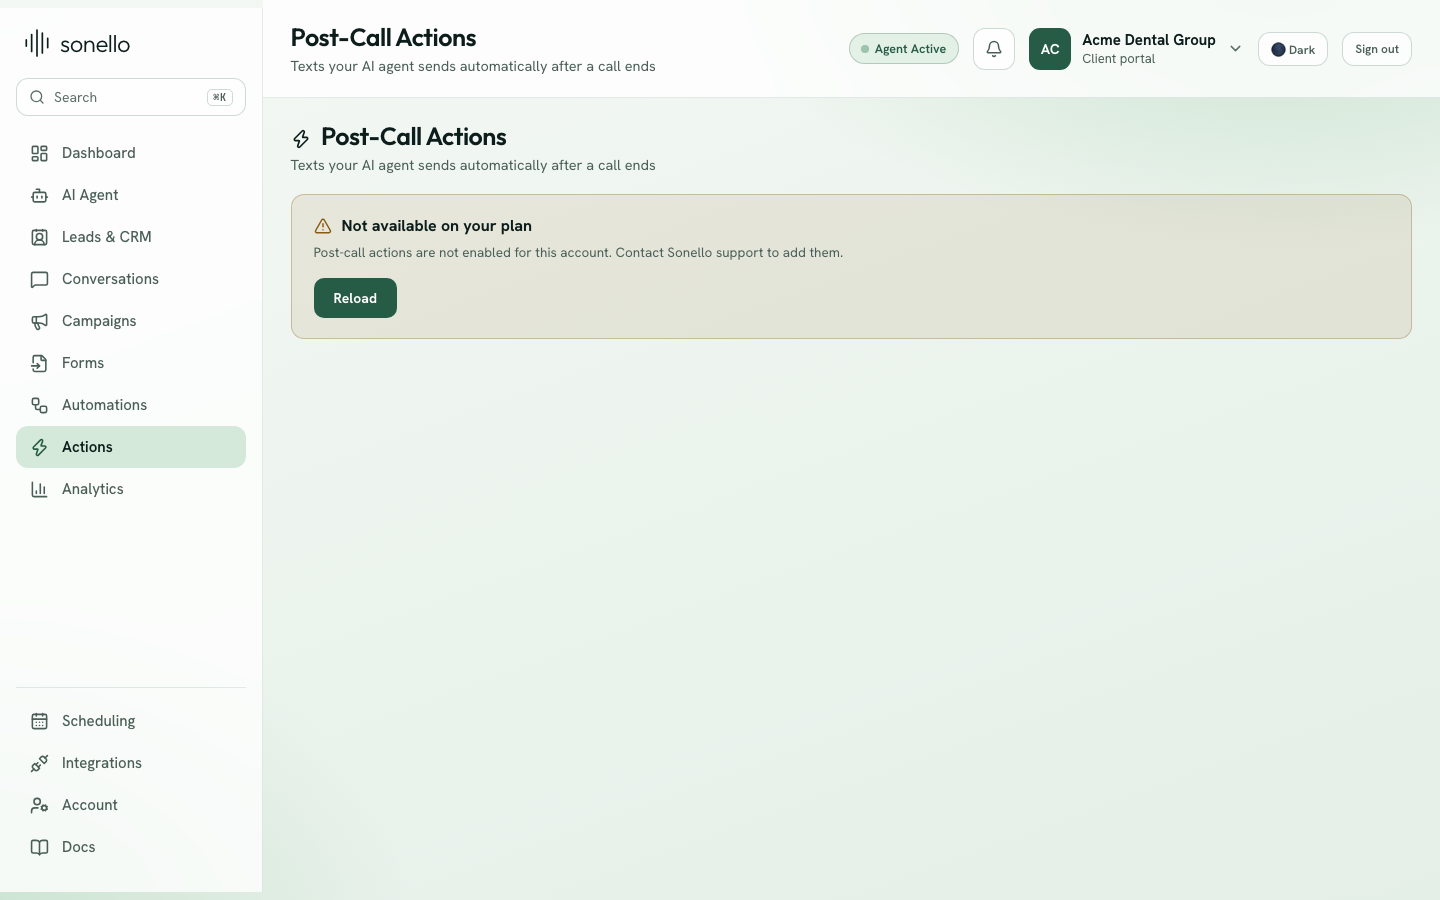 sonello
Search ⌘K
Dashboard
AI Agent
Leads & CRM
Conversations
Campaigns
Forms
Automations
Actions
Analytics
Scheduling
Integrations
Account
Docs
Post-Call Actions
Texts your AI agent sends automatically after a call ends
Agent Active
AC
Acme Dental Group
Client portal
Dark
Sign out
Post-Call Actions
Texts your AI agent sends automatically after a call ends
Not available on your plan
Post-call actions are not enabled for this account. Contact Sonello support to add them.
Reload